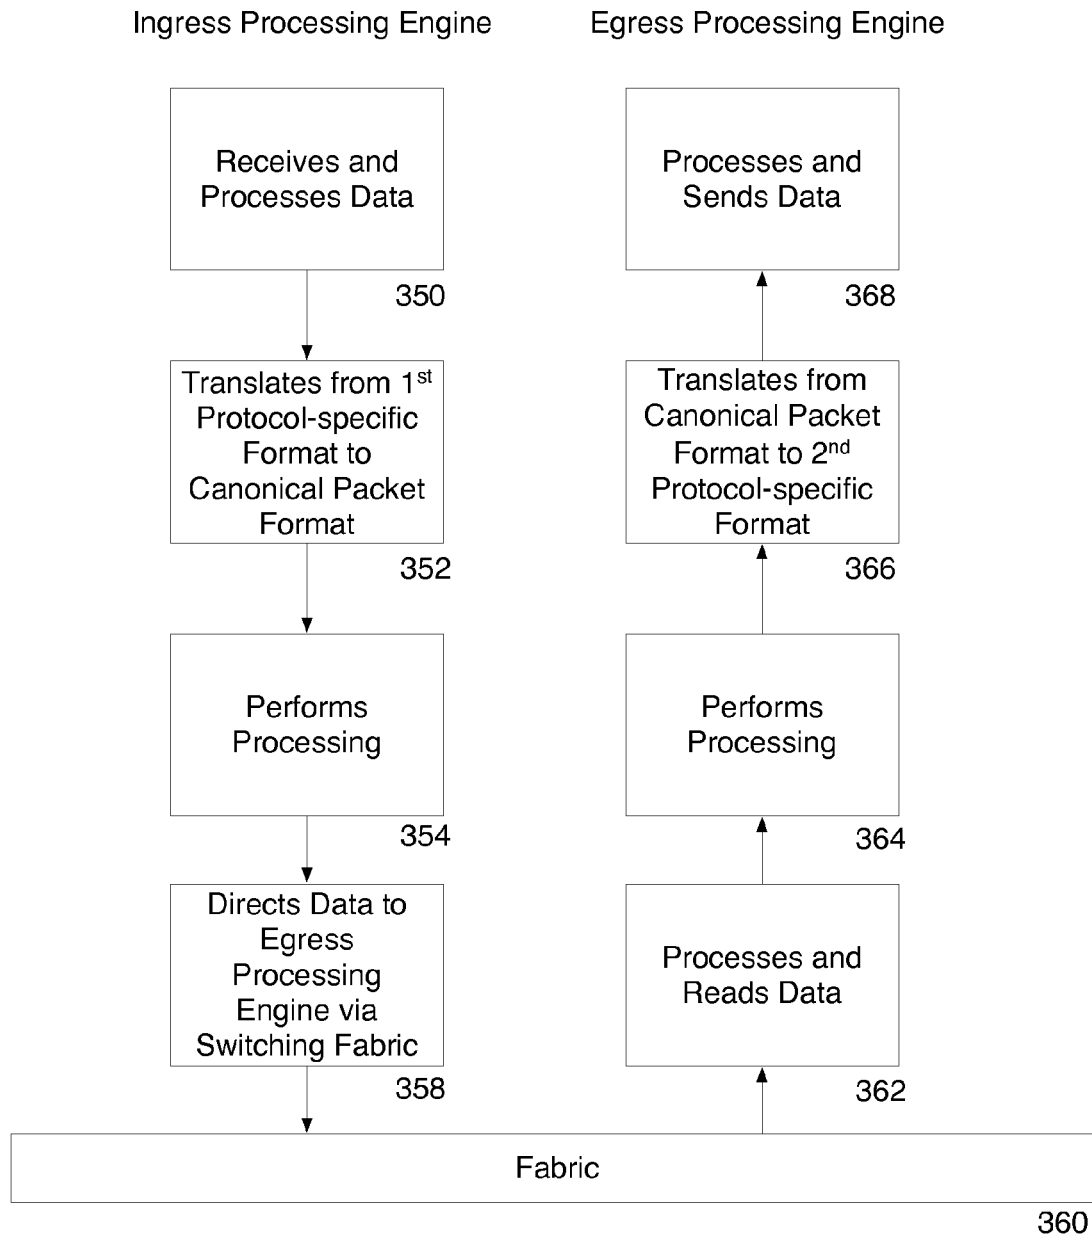 Ingress Processing Engine
Egress Processing Engine
Receives and
Processes Data
350
Translates from 1st
Protocol-specific
Format to
Canonical Packet
Format
352
Performs
Processing
354
Directs Data to
Egress
Processing
Engine via
Switching Fabric
358
Processes and
Sends Data
368
Translates from
Canonical Packet
Format to 2nd
Protocol-specific
Format
366
Performs
Processing
364
Processes and
Reads Data
362
Fabric
360